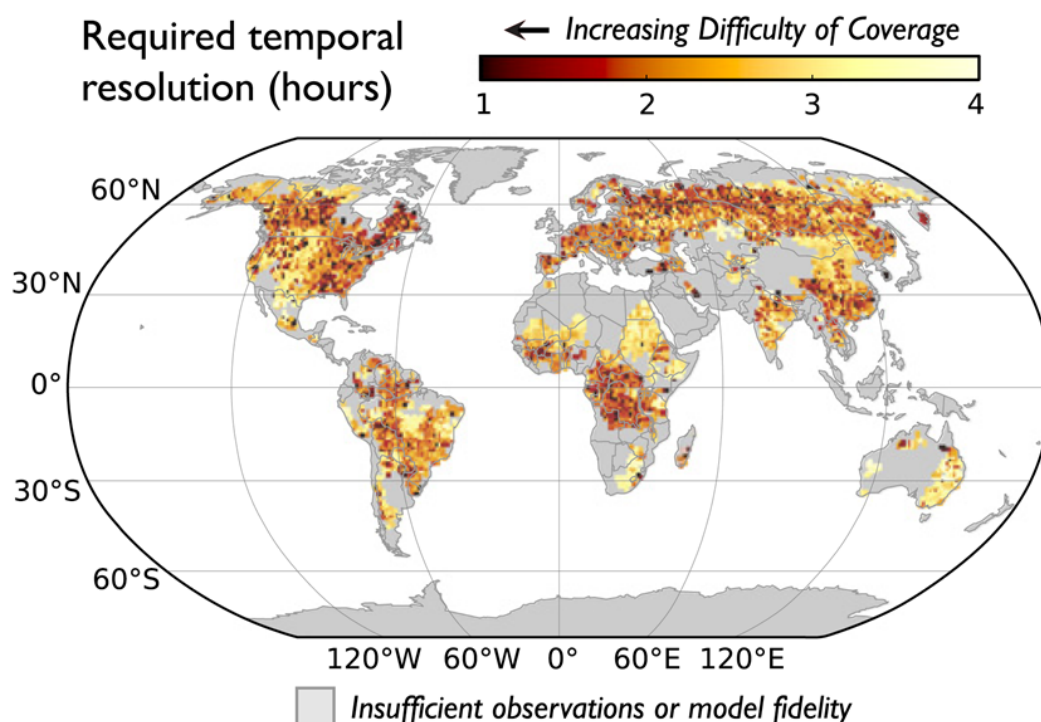 Required temporal
resolution (hours)
← Increasing Difficulty of Coverage
1 2 3 4
60°N
30°N
0°
30°S
60°S
120°W 60°W 0° 60°E 120°E
Insufficient observations or model fidelity